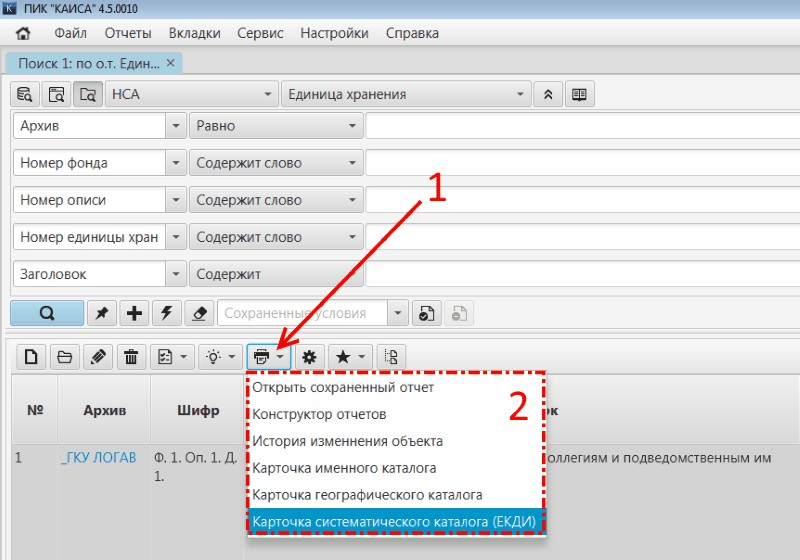 ПИК "КАИСА" 4.5.0010
Файл Отчеты Вкладки Сервис Настройки Справка
Поиск 1: по о.т. Един...
НСА Единица хранения
Архив Равно
Номер фонда Содержит слово
1
Номер описи Содержит слово
Номер единицы хран Содержит слово
Заголовок Содержит
Сохраненные условия
Открыть сохраненный отчет
2
№ Архив Шифр ок
Конструктор отчетов
История изменнения объекта
1 _ГКУ ЛОГАВ Ф. 1. Оп. 1. Д. 1. оллегиям и подведомственным им
Карточка именного каталога
Карточка географического каталога
Карточка систематического каталога (ЕКДИ)